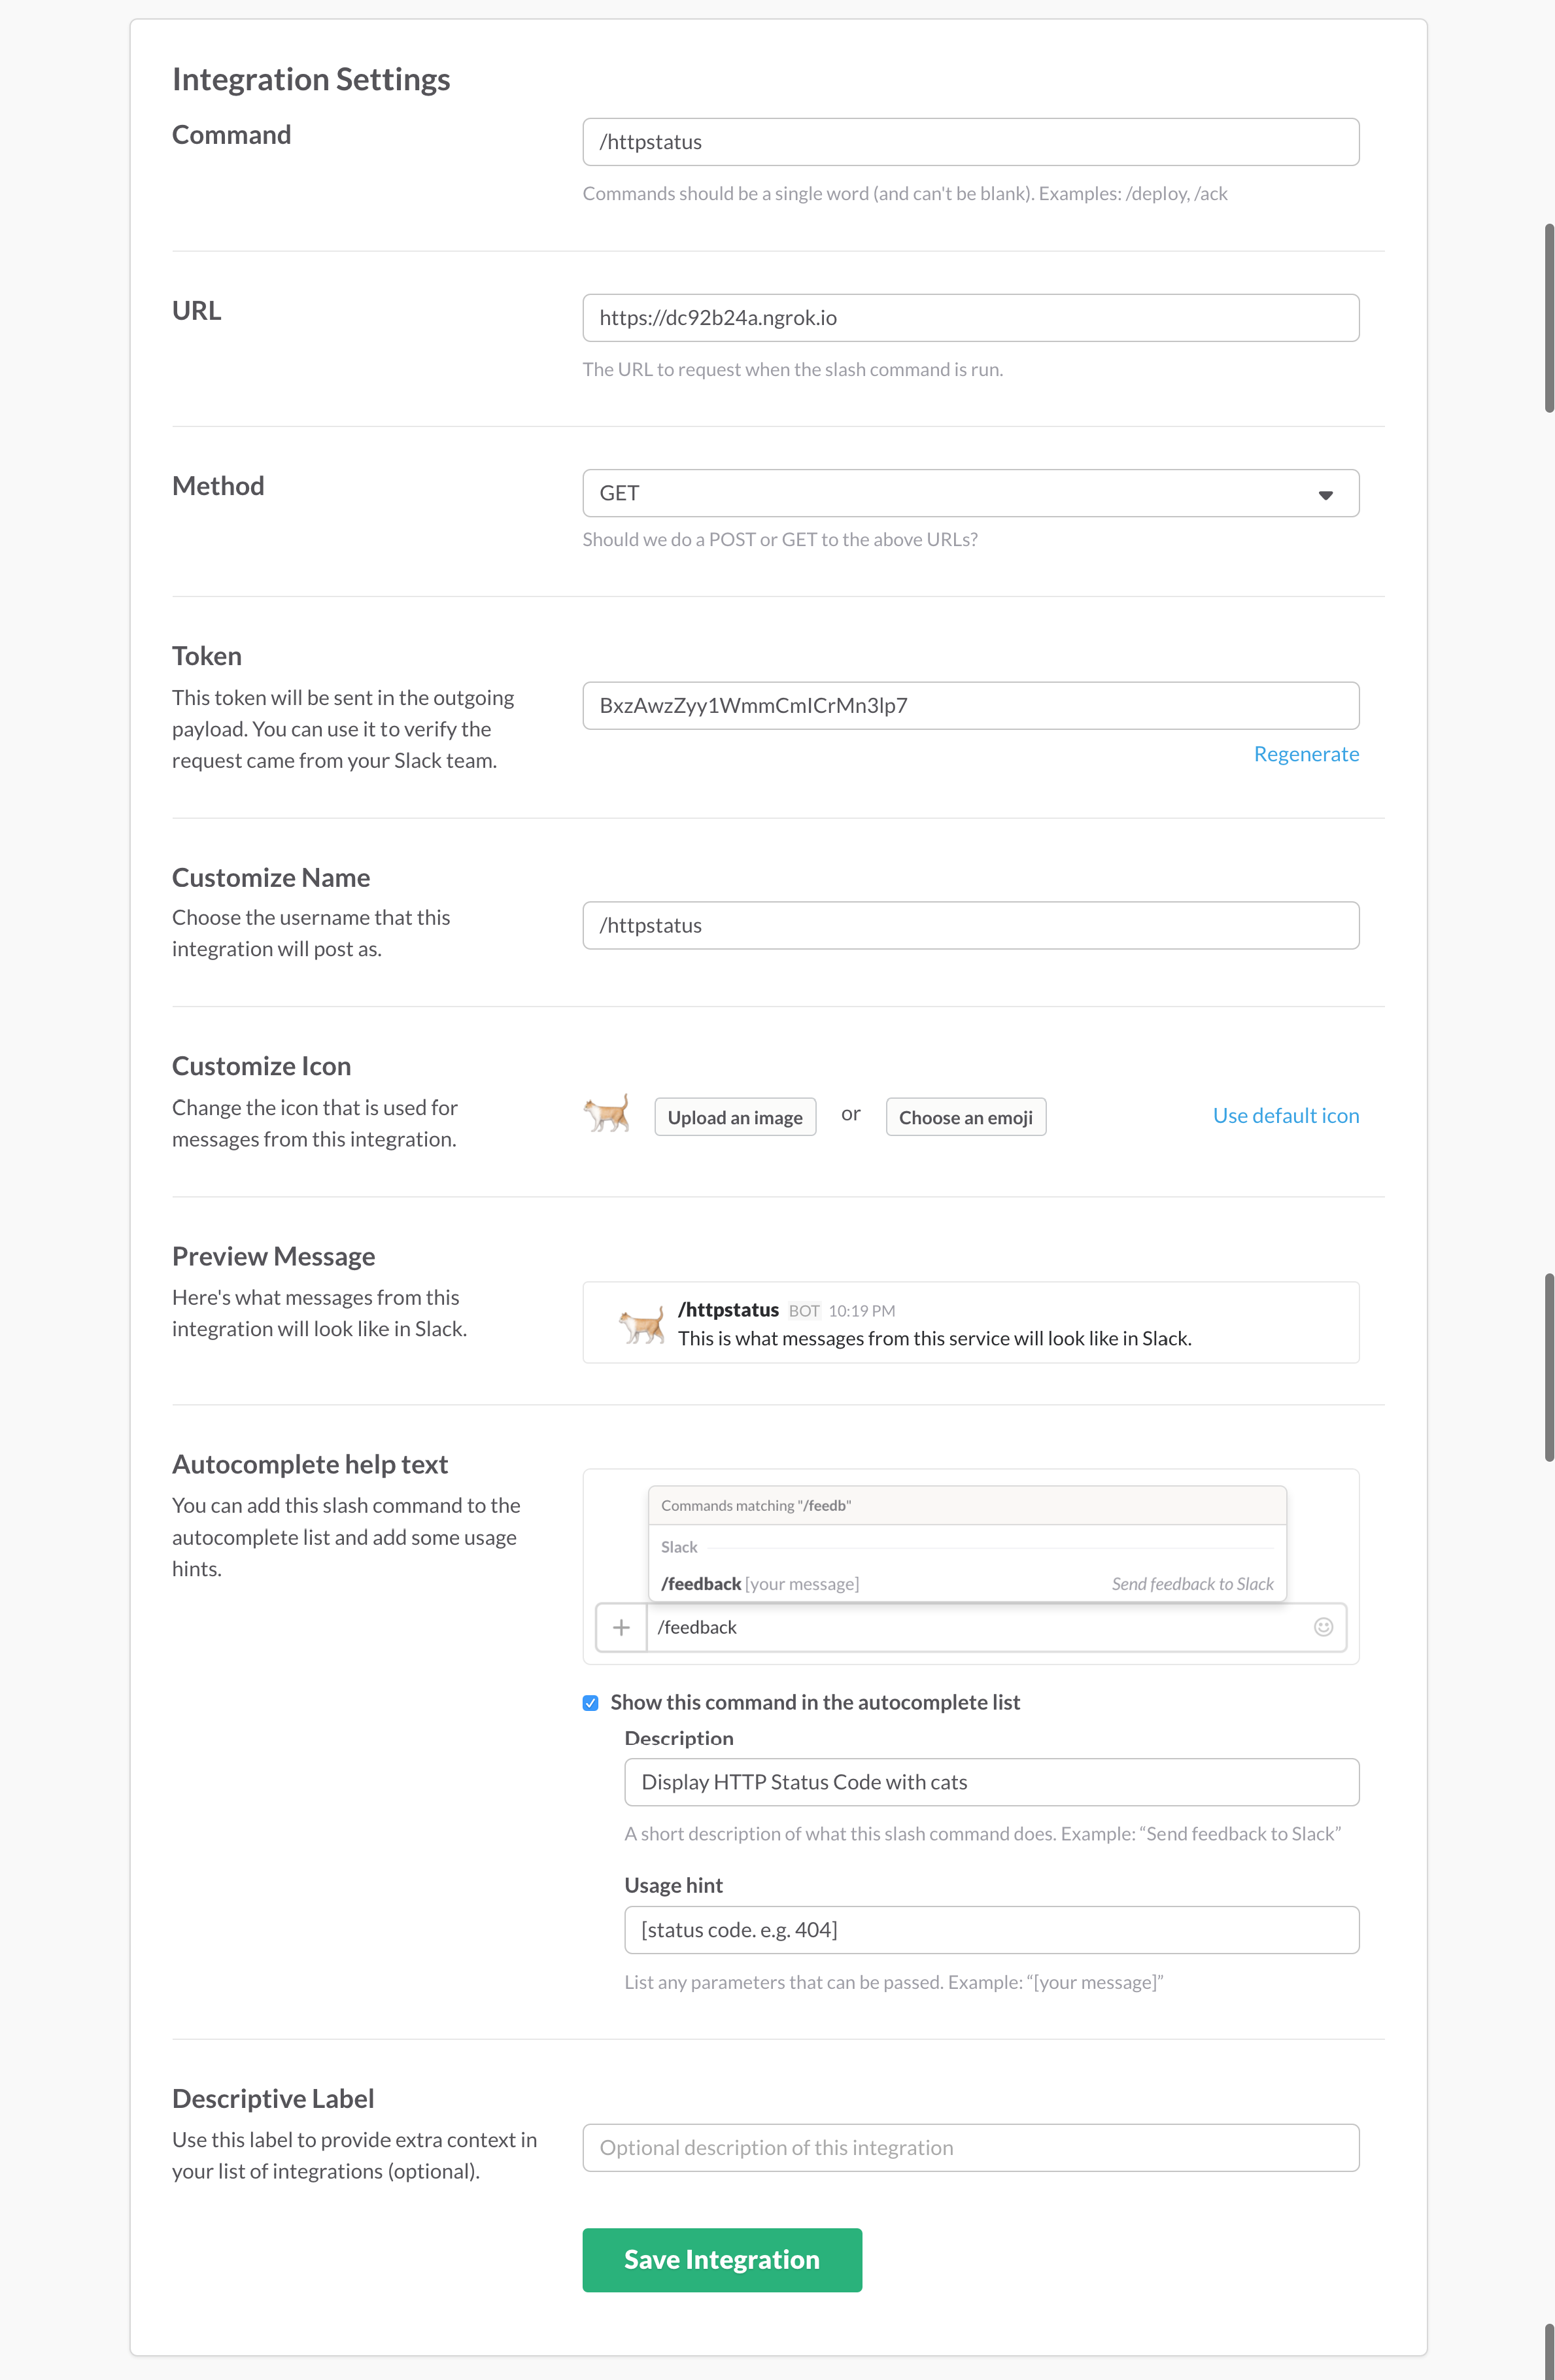 Integration Settings
Command
/httpstatus
Commands should be a single word (and can't be blank). Examples: /deploy, /ack
URL
https://dc92b24a.ngrok.io
The URL to request when the slash command is run.
Method
GET
Should we do a POST or GET to the above URLs?
Token
This token will be sent in the outgoing
payload. You can use it to verify the
request came from your Slack team.
BxzAwzZyy1WmmCmICrMn3lp7
Regenerate
Customize Name
Choose the username that this
integration will post as.
/httpstatus
Customize Icon
Change the icon that is used for
messages from this integration.
Upload an image or Choose an emoji
Use default icon
Preview Message
Here's what messages from this
integration will look like in Slack.
/httpstatus BOT 10:19 PM
This is what messages from this service will look like in Slack.
Autocomplete help text
You can add this slash command to the
autocomplete list and add some usage
hints.
Commands matching "/feedb"
Slack
/feedback [your message] Send feedback to Slack
/feedback
Show this command in the autocomplete list
Description
Display HTTP Status Code with cats
A short description of what this slash command does. Example: “Send feedback to Slack”
Usage hint
[status code. e.g. 404]
List any parameters that can be passed. Example: “[your message]”
Descriptive Label
Use this label to provide extra context in
your list of integrations (optional).
Optional description of this integration
Save Integration